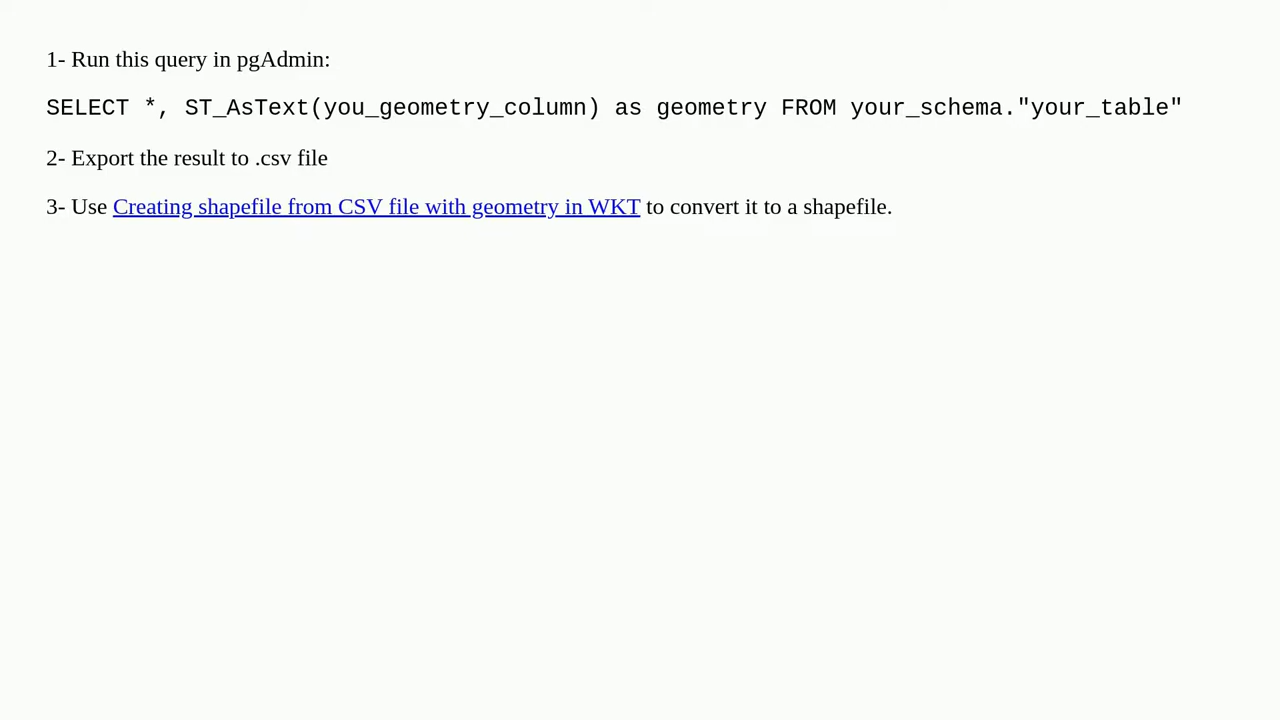 1- Run this query in pgAdmin:
SELECT *, ST_AsText(you_geometry_column) as geometry FROM your_schema."your_table"
2- Export the result to .csv file
3- Use Creating shapefile from CSV file with geometry in WKT to convert it to a shapefile.